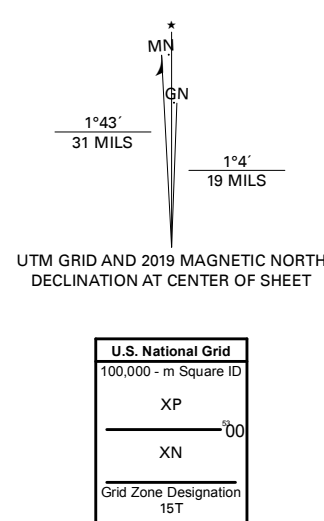 MN
GN
1°43´
31 MILS
1°4´
19 MILS
UTM GRID AND 2019 MAGNETIC NORTH
DECLINATION AT CENTER OF SHEET
U.S. National Grid
100,000 - m Square ID
XP
5300
XN
Grid Zone Designation
15T